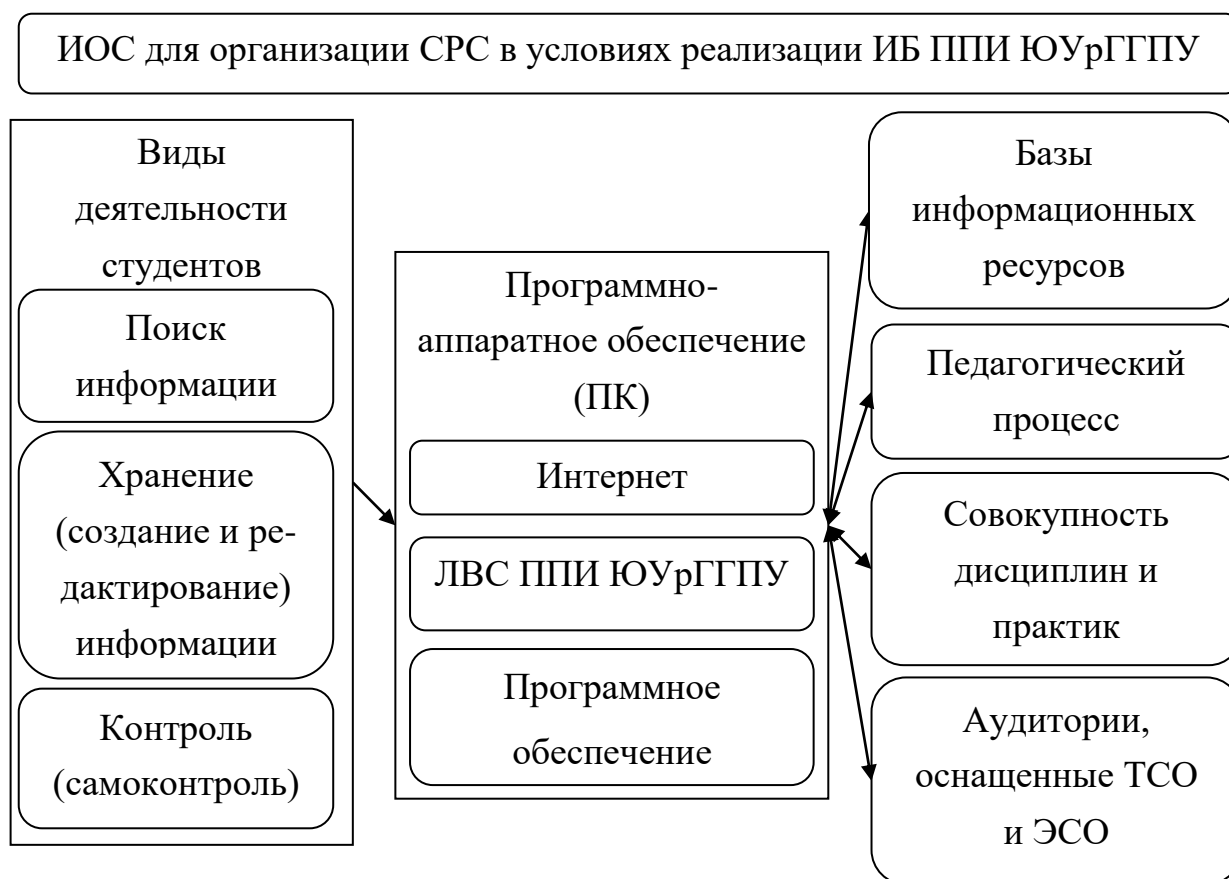 ИОС для организации СРС в условиях реализации ИБ ППИ ЮУрГГПУ
Виды
деятельности
студентов
Поиск
информации
Хранение
(создание и ре-
дактирование)
информации
Контроль
(самоконтроль)
Программно-
аппаратное обеспечение
(ПК)
Интернет
ЛВС ППИ ЮУрГГПУ
Программное
обеспечение
Базы
информационных
ресурсов
Педагогический
процесс
Совокупность
дисциплин и
практик
Аудитории,
оснащенные ТСО
и ЭСО